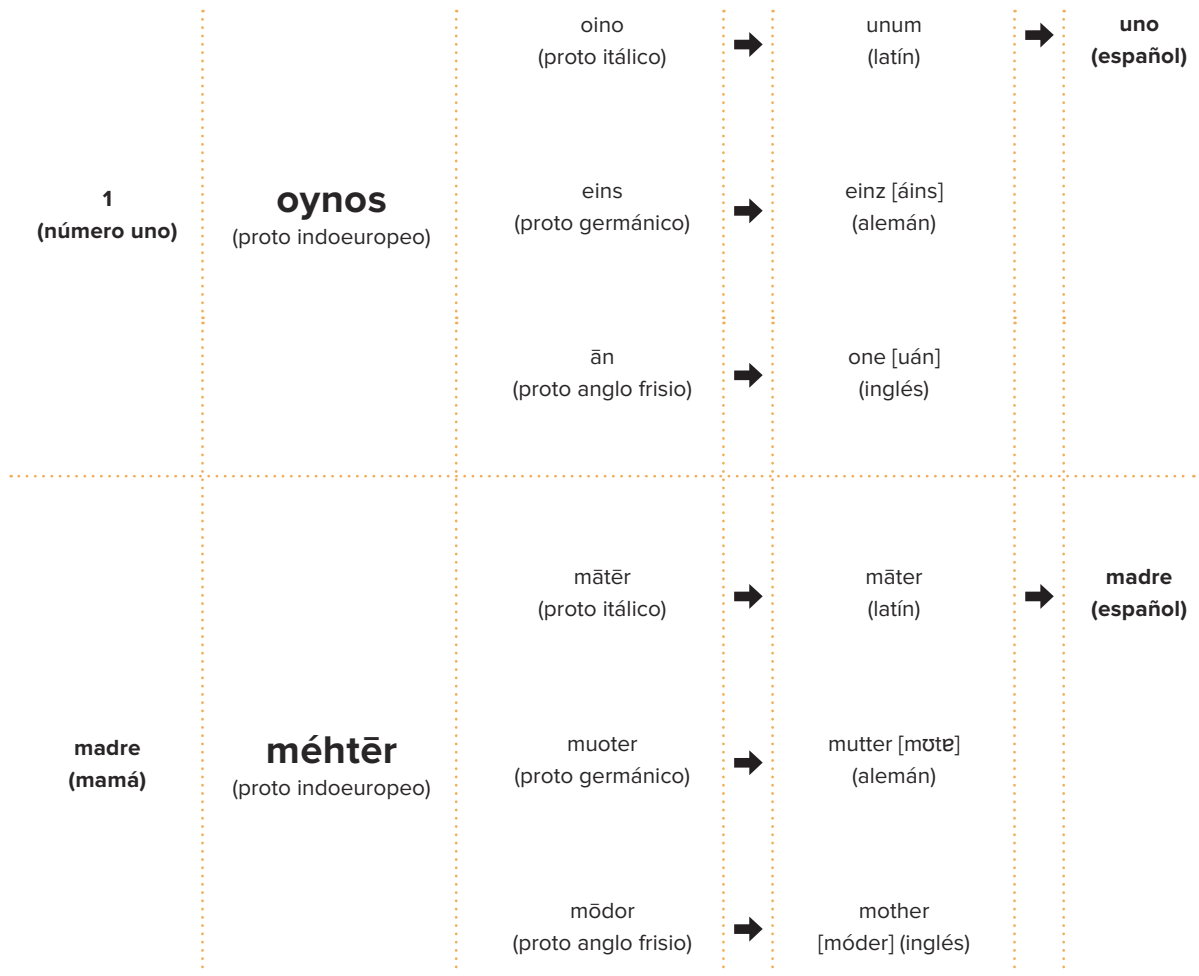 oino
(proto itálico)
unum
(latín)
uno
(español)
1
(número uno)
oynos
(proto indoeuropeo)
eins
(proto germánico)
einz [áins]
(alemán)
ān
(proto anglo frisio)
one [uán]
(inglés)
mātēr
(proto itálico)
māter
(latín)
madre
(español)
madre
(mamá)
méhtēr
(proto indoeuropeo)
muoter
(proto germánico)
mutter [mʊtɐ]
(alemán)
mōdor
(proto anglo frisio)
mother
[móder] (inglés)